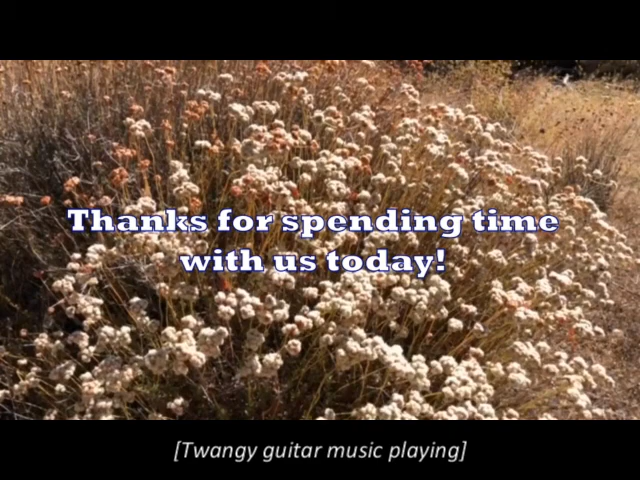 Thanks for spending time
with us today!
[Twangy guitar music playing]